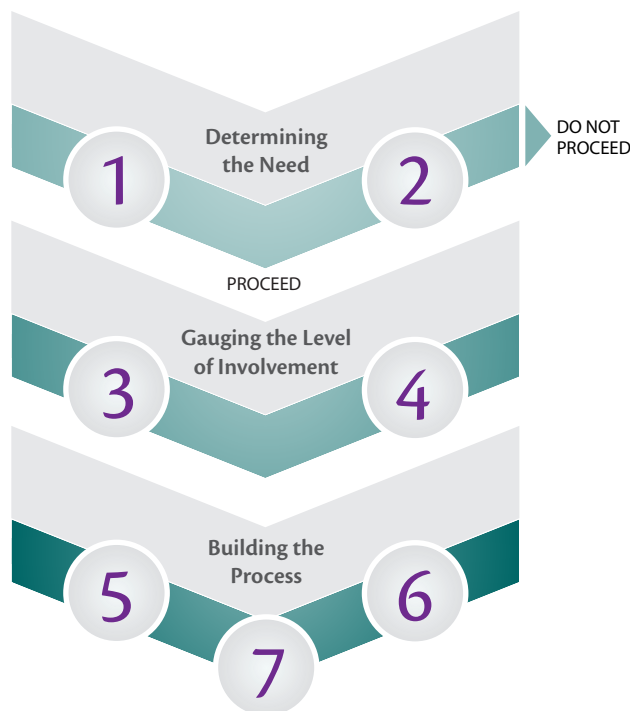 Determining
the Need
1
2
DO NOT
PROCEED
PROCEED
Gauging the Level
of Involvement
3
4
Building the
Process
5
6
7